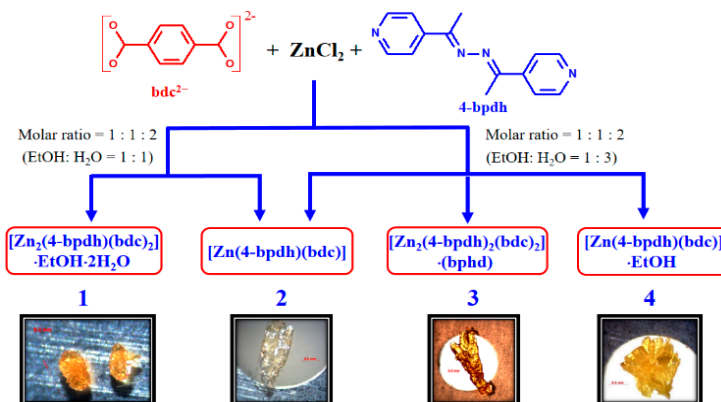 2-
bdc²⁻
+ ZnCl₂ +
4-bpdh
Molar ratio = 1 : 1 : 2
(EtOH: H₂O = 1 : 1)
Molar ratio = 1 : 1 : 2
(EtOH: H₂O = 1 : 3)
[Zn₂(4-bpdh)(bdc)₂]
·EtOH·2H₂O
[Zn(4-bpdh)(bdc)]
[Zn₂(4-bpdh)₂(bdc)₂]
·(bphd)
[Zn(4-bpdh)(bdc)]
·EtOH
1
2
3
4